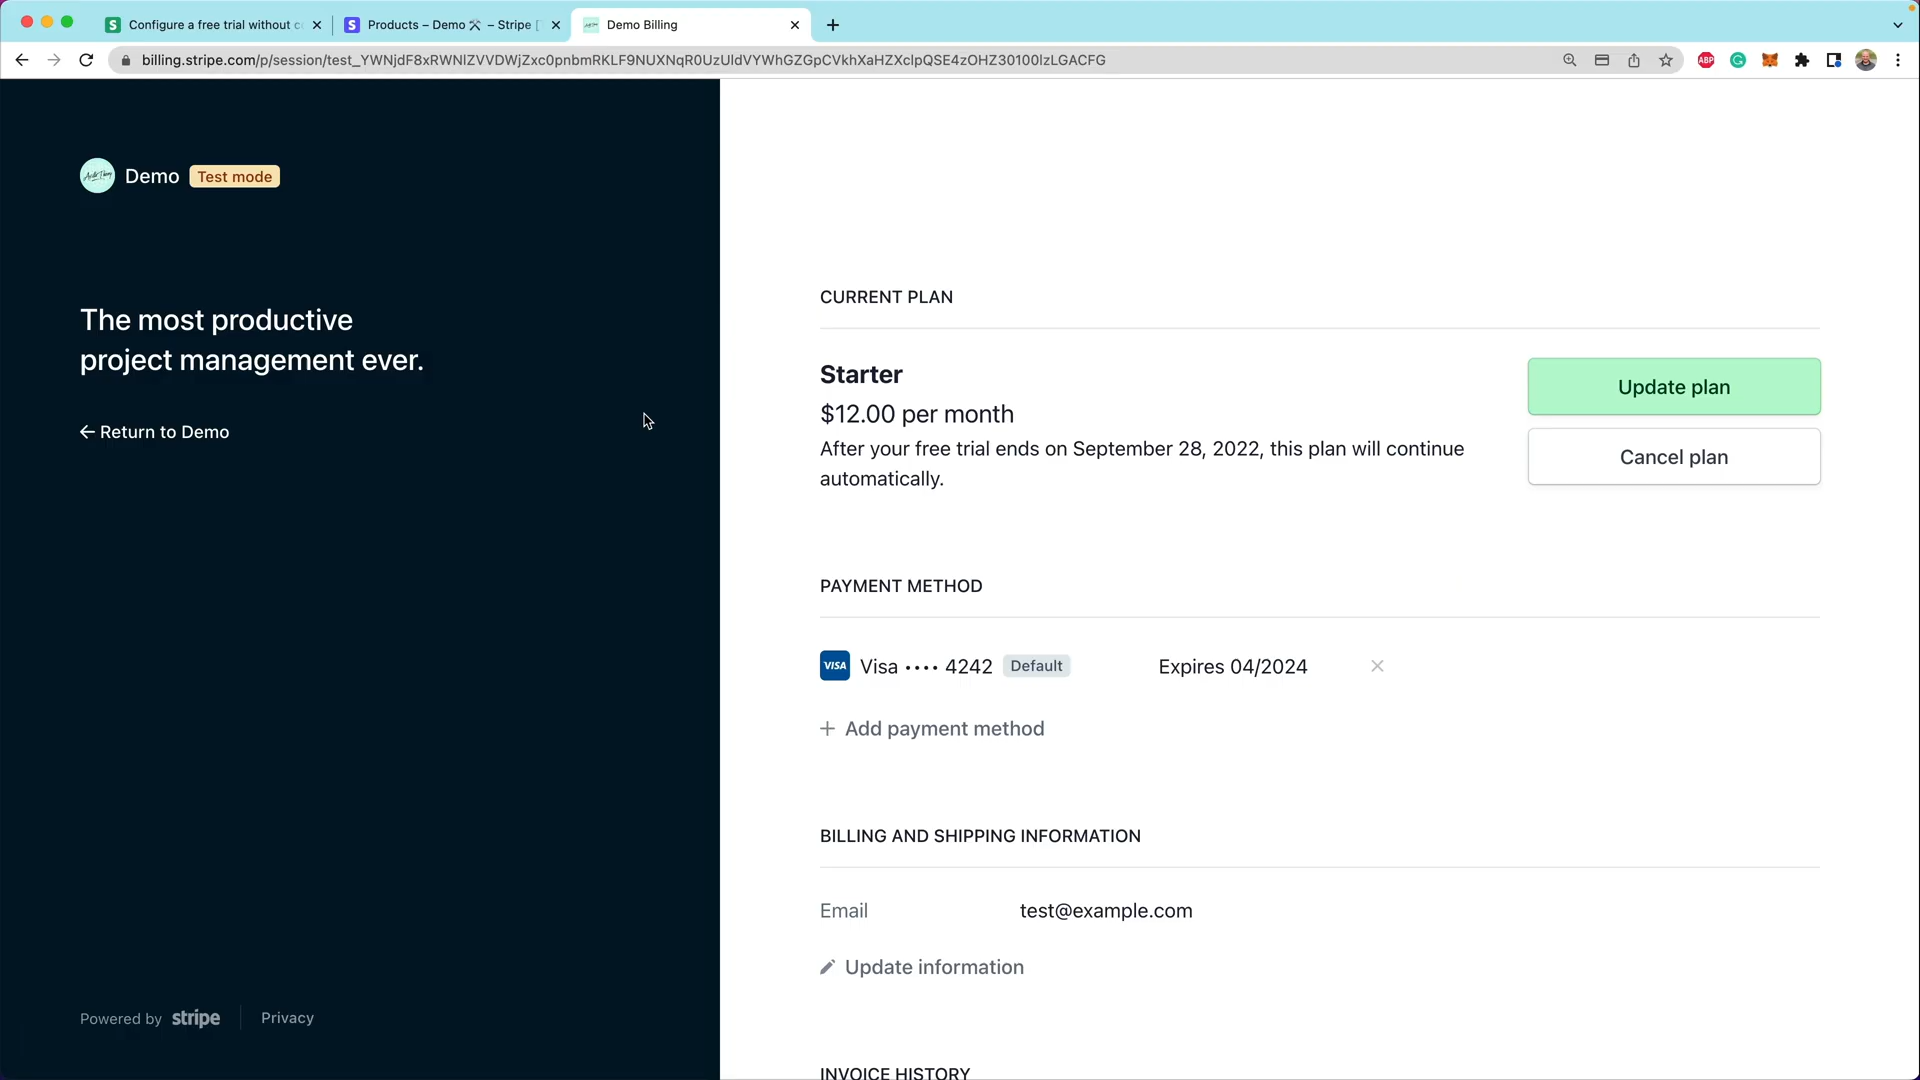 Configure a free trial without c
Products – Demo 🛠 – Stripe [
Demo Billing
billing.stripe.com/p/session/test_YWNjdF8xRWNlZVVDWjZxc0pnbmRKLF9NUXNqR0UzUldVYWhGZGpCVkhXaHZXclpQSE4zOHZ30100lzLGACFG
ABP
Demo
Test mode
The most productive
project management ever.
← Return to Demo
Powered by stripe
Privacy
CURRENT PLAN
Starter
$12.00 per month
After your free trial ends on September 28, 2022, this plan will continue
automatically.
Update plan
Cancel plan
PAYMENT METHOD
VISA Visa •••• 4242 Default Expires 04/2024
+ Add payment method
BILLING AND SHIPPING INFORMATION
Email test@example.com
Update information
INVOICE HISTORY